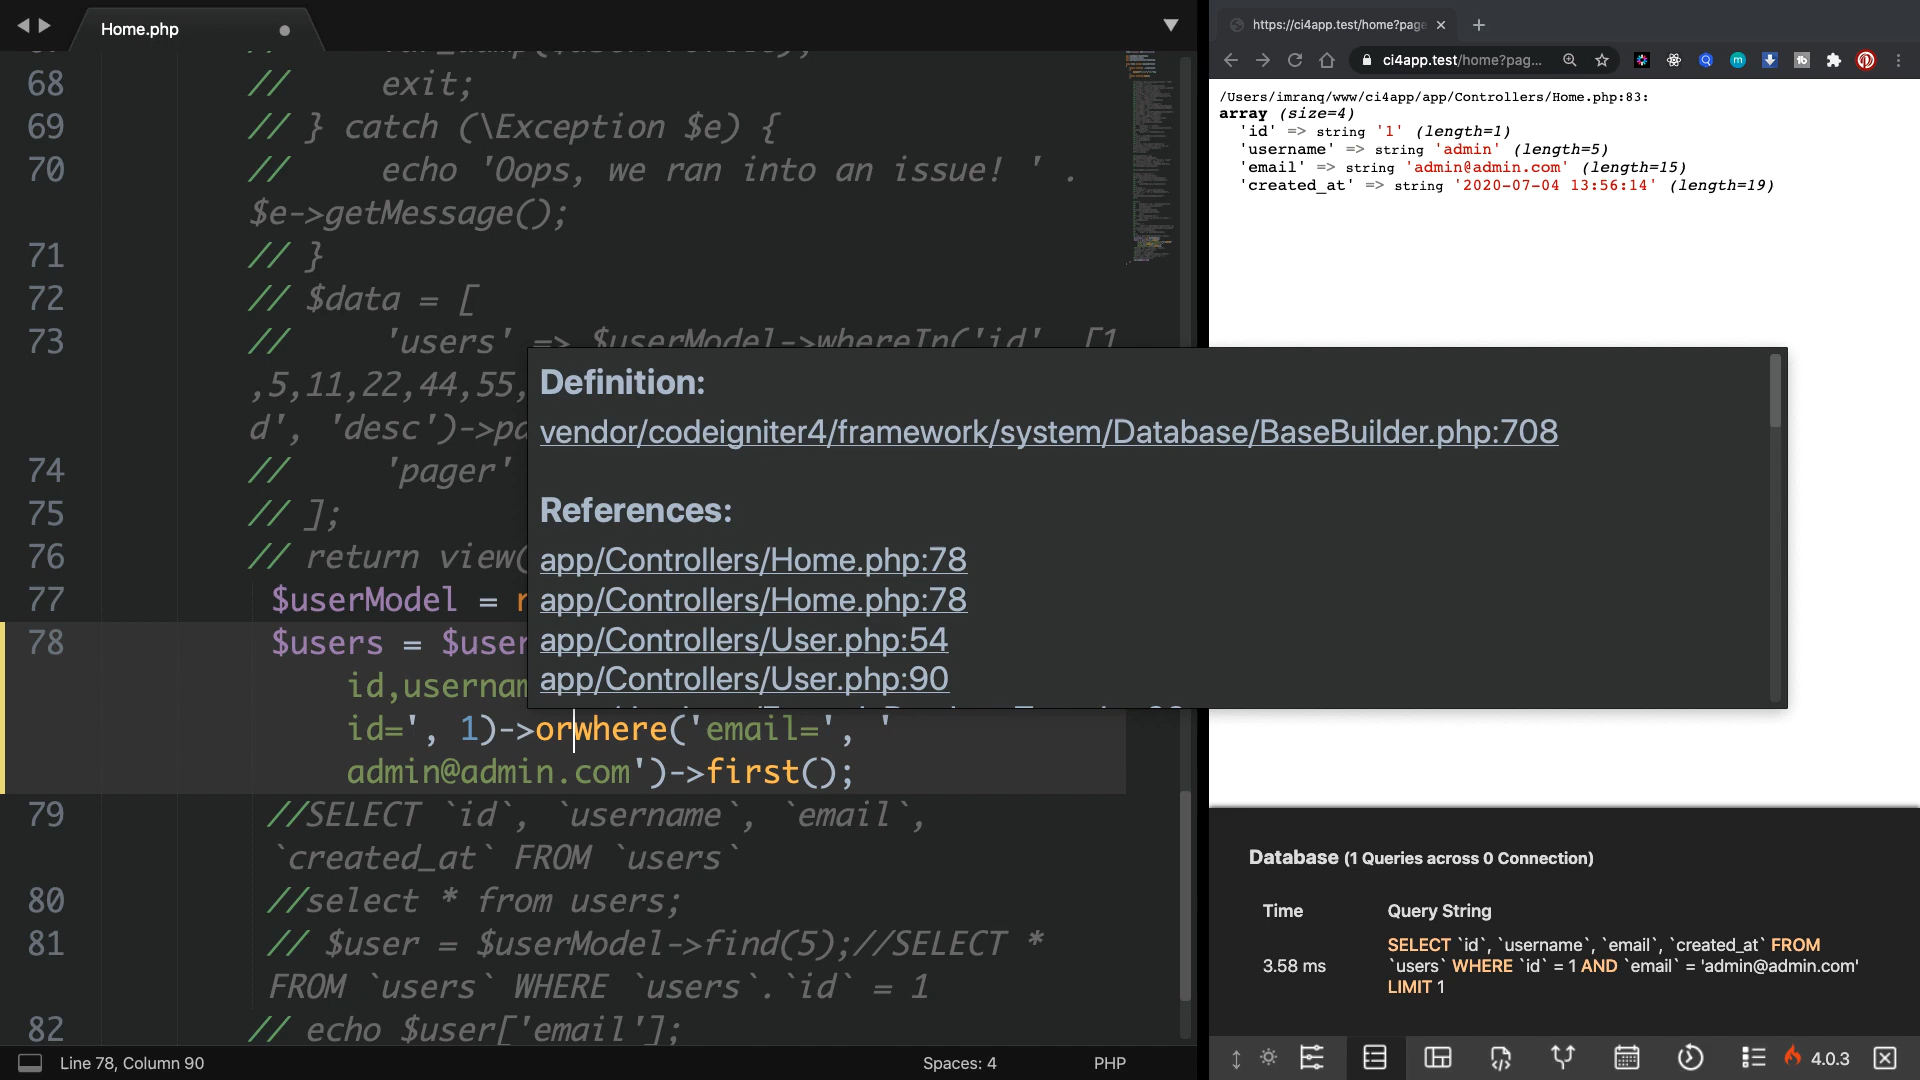 Home.php
68 // exit;
69 // } catch (\Exception $e) {
70 // echo 'Oops, we ran into an issue! ' .
$e->getMessage();
71 // }
72 // $data = [
73 // 'users' => $userModel->whereIn('id', [1
,5,11,22,44,55,
d', 'desc')->pa
74 // 'pager'
75 // ];
76 // return view(
77 $userModel =
78 $users = $user
id,usernam
id=', 1)->orwhere('email=', '
admin@admin.com')->first();
79 //SELECT `id`, `username`, `email`,
`created_at` FROM `users`
80 //select * from users;
81 // $user = $userModel->find(5);//SELECT *
FROM `users` WHERE `users`.`id` = 1
82 // echo $user['email'];
Line 78, Column 90
Spaces: 4
PHP
Definition:
vendor/codeigniter4/framework/system/Database/BaseBuilder.php:708
References:
app/Controllers/Home.php:78
app/Controllers/Home.php:78
app/Controllers/User.php:54
app/Controllers/User.php:90
https://ci4app.test/home?page
ci4app.test/home?pag...
/Users/imranq/www/ci4app/app/Controllers/Home.php:83:
array (size=4)
'id' => string '1' (length=1)
'username' => string 'admin' (length=5)
'email' => string 'admin@admin.com' (length=15)
'created_at' => string '2020-07-04 13:56:14' (length=19)
Database (1 Queries across 0 Connection)
Time Query String
3.58 ms
SELECT `id`, `username`, `email`, `created_at` FROM
`users` WHERE `id` = 1 AND `email` = 'admin@admin.com'
LIMIT 1
4.0.3